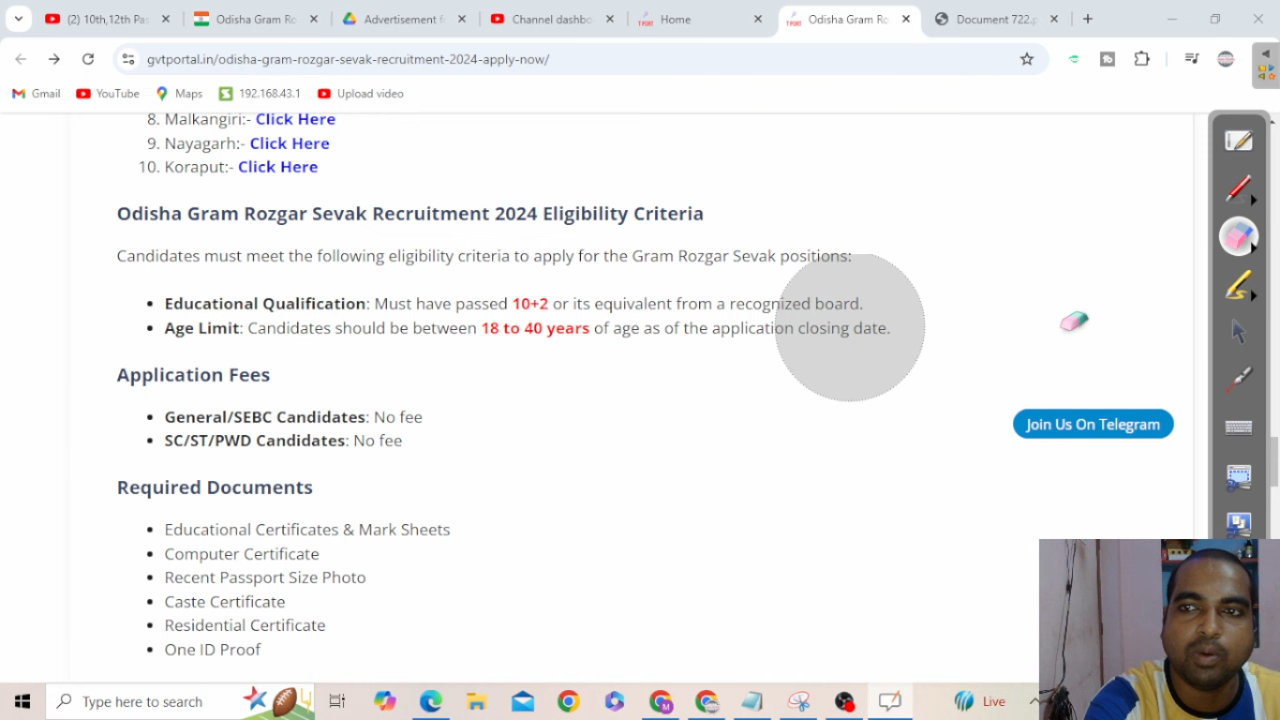 (2) 10th,12th Pas
Odisha Gram Ro
Advertisement f
Channel dashbo
Home
Odisha Gram Ro
Document 722.p
gvtportal.in/odisha-gram-rozgar-sevak-recruitment-2024-apply-now/
Gmail
YouTube
Maps
192.168.43.1
Upload video
8. Malkangiri:- Click Here
9. Nayagarh:- Click Here
10. Koraput:- Click Here
Odisha Gram Rozgar Sevak Recruitment 2024 Eligibility Criteria
Candidates must meet the following eligibility criteria to apply for the Gram Rozgar Sevak positions:
• Educational Qualification: Must have passed 10+2 or its equivalent from a recognized board.
• Age Limit: Candidates should be between 18 to 40 years of age as of the application closing date.
Application Fees
• General/SEBC Candidates: No fee
• SC/ST/PWD Candidates: No fee
Join Us On Telegram
Required Documents
• Educational Certificates & Mark Sheets
• Computer Certificate
• Recent Passport Size Photo
• Caste Certificate
• Residential Certificate
• One ID Proof
Type here to search
Live